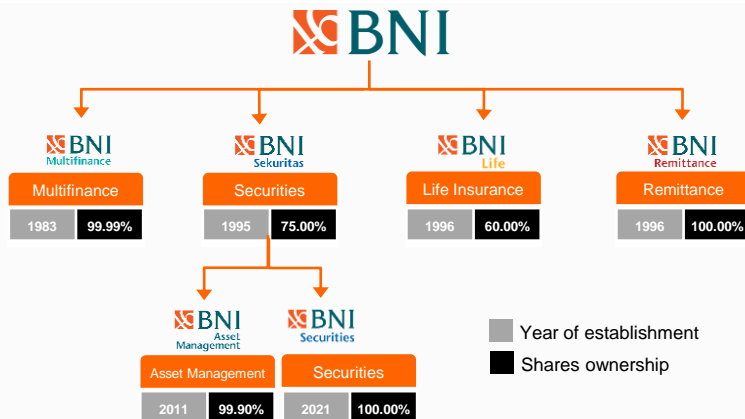 BNI
BNI
Multifinance
Multifinance
1983 99.99%
BNI
Sekuritas
Securities
1995 75.00%
BNI
Life
Life Insurance
1996 60.00%
BNI
Remittance
Remittance
1996 100.00%
BNI
Asset
Management
Asset Management
2011 99.90%
BNI
Securities
Securities
2021 100.00%
Year of establishment
Shares ownership